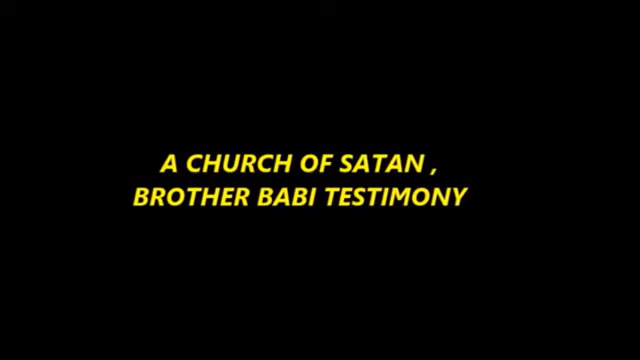 A CHURCH OF SATAN ,
BROTHER BABI TESTIMONY